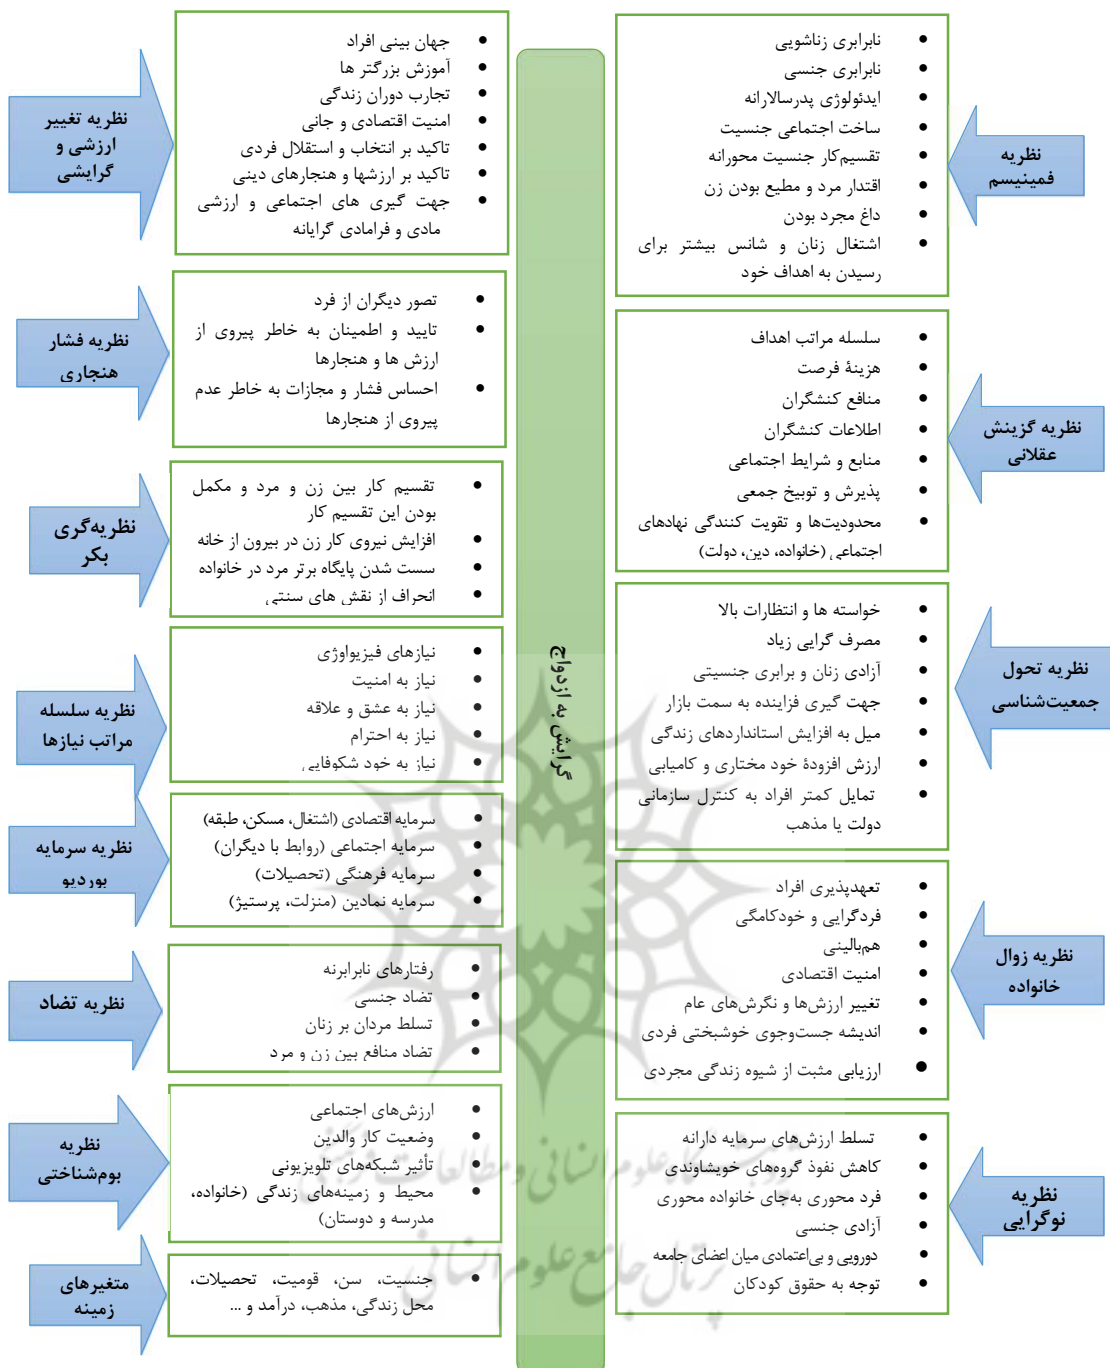 نظریه فمینیسم
نابرابری زناشویی
نابرابری جنسی
ایدئولوژی پدرسالارانه
ساخت اجتماعی جنسیت
تقسیم‌کار جنسیت محورانه
اقتدار مرد و مطیع بودن زن
داغ مجرد بودن
اشتغال زنان و شانس بیشتر برای
رسیدن به اهداف خود
نظریه گزینش
عقلانی
سلسله مراتب اهداف
هزینهٔ فرصت
منافع کنشگران
اطلاعات کنشگران
منابع و شرایط اجتماعی
پذیرش و توبیخ جمعی
محدودیت‌ها و تقویت کنندگی نهادهای
اجتماعی (خانواده، دین، دولت)
نظریه تحول
جمعیت‌شناسی
خواسته ها و انتظارات بالا
مصرف گرایی زیاد
آزادی زنان و برابری جنسیتی
جهت گیری فزاینده به سمت بازار
میل به افزایش استانداردهای زندگی
ارزش افزودهٔ خود مختاری و کامیابی
تمایل کمتر افراد به کنترل سازمانی
دولت یا مذهب
نظریه زوال
خانواده
تعهدپذیری افراد
فردگرایی و خودکامگی
هم‌بالینی
امنیت اقتصادی
تغییر ارزش‌ها و نگرش‌های عام
اندیشه جست‌وجوی خوشبختی فردی
ارزیابی مثبت از شیوه زندگی مجردی
نظریه
نوگرایی
تسلط ارزش‌های سرمایه دارانه
کاهش نفوذ گروه‌های خویشاوندی
فرد محوری به‌جای خانواده محوری
آزادی جنسی
دورویی و بی‌اعتمادی میان اعضای جامعه
توجه به حقوق کودکان
گرایش به ازدواج
جهان بینی افراد
آموزش بزرگتر ها
تجارب دوران زندگی
امنیت اقتصادی و جانی
تاکید بر انتخاب و استقلال فردی
تاکید بر ارزشها و هنجارهای دینی
جهت گیری های اجتماعی و ارزشی
مادی و فرامادی گرایانه
نظریه تغییر
ارزشی و
گرایشی
تصور دیگران از فرد
تایید و اطمینان به خاطر پیروی از
ارزش ها و هنجارها
احساس فشار و مجازات به خاطر عدم
پیروی از هنجارها
نظریه فشار
هنجاری
تقسیم کار بین زن و مرد و مکمل
بودن این تقسیم کار
افزایش نیروی کار زن در بیرون از خانه
سست شدن پایگاه برتر مرد در خانواده
انحراف از نقش های سنتی
نظریه‌گری
بکر
نیازهای فیزیواوژی
نیاز به امنیت
نیاز به عشق و علاقه
نیاز به احترام
نیاز به خود شکوفایی
نظریه سلسله
مراتب نیازها
سرمایه اقتصادی (اشتغال، مسکن، طبقه)
سرمایه اجتماعی (روابط با دیگران)
سرمایه فرهنگی (تحصیلات)
سرمایه نمادین (منزلت، پرستیژ)
نظریه سرمایه
بوردیو
رفتارهای نابرابرنه
تضاد جنسی
تسلط مردان بر زنان
تضاد منافع بین زن و مرد
نظریه تضاد
ارزش‌های اجتماعی
وضعیت کار والدین
تأثیر شبکه‌های تلویزیونی
محیط و زمینه‌های زندگی (خانواده،
مدرسه و دوستان)
نظریه
بوم‌شناختی
جنسیت، سن، قومیت، تحصیلات،
محل زندگی، مذهب، درآمد و ...
متغیرهای
زمینه
پژوهشگاه علوم انسانی و مطالعات فرهنگی
پرتال جامع علوم انسانی